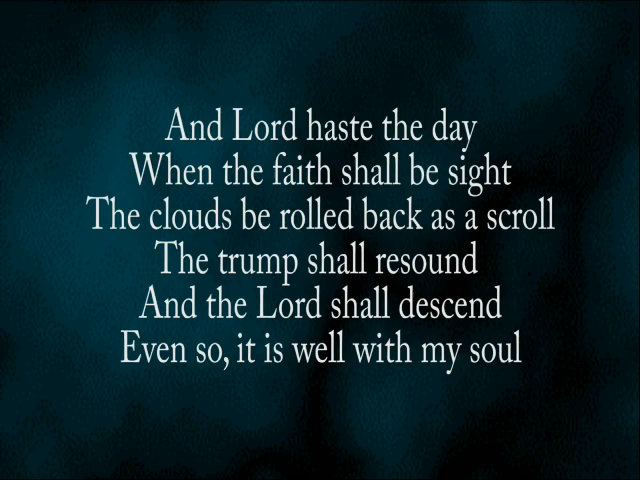 And Lord haste the day
When the faith shall be sight
The clouds be rolled back as a scroll
The trump shall resound
And the Lord shall descend
Even so, it is well with my soul